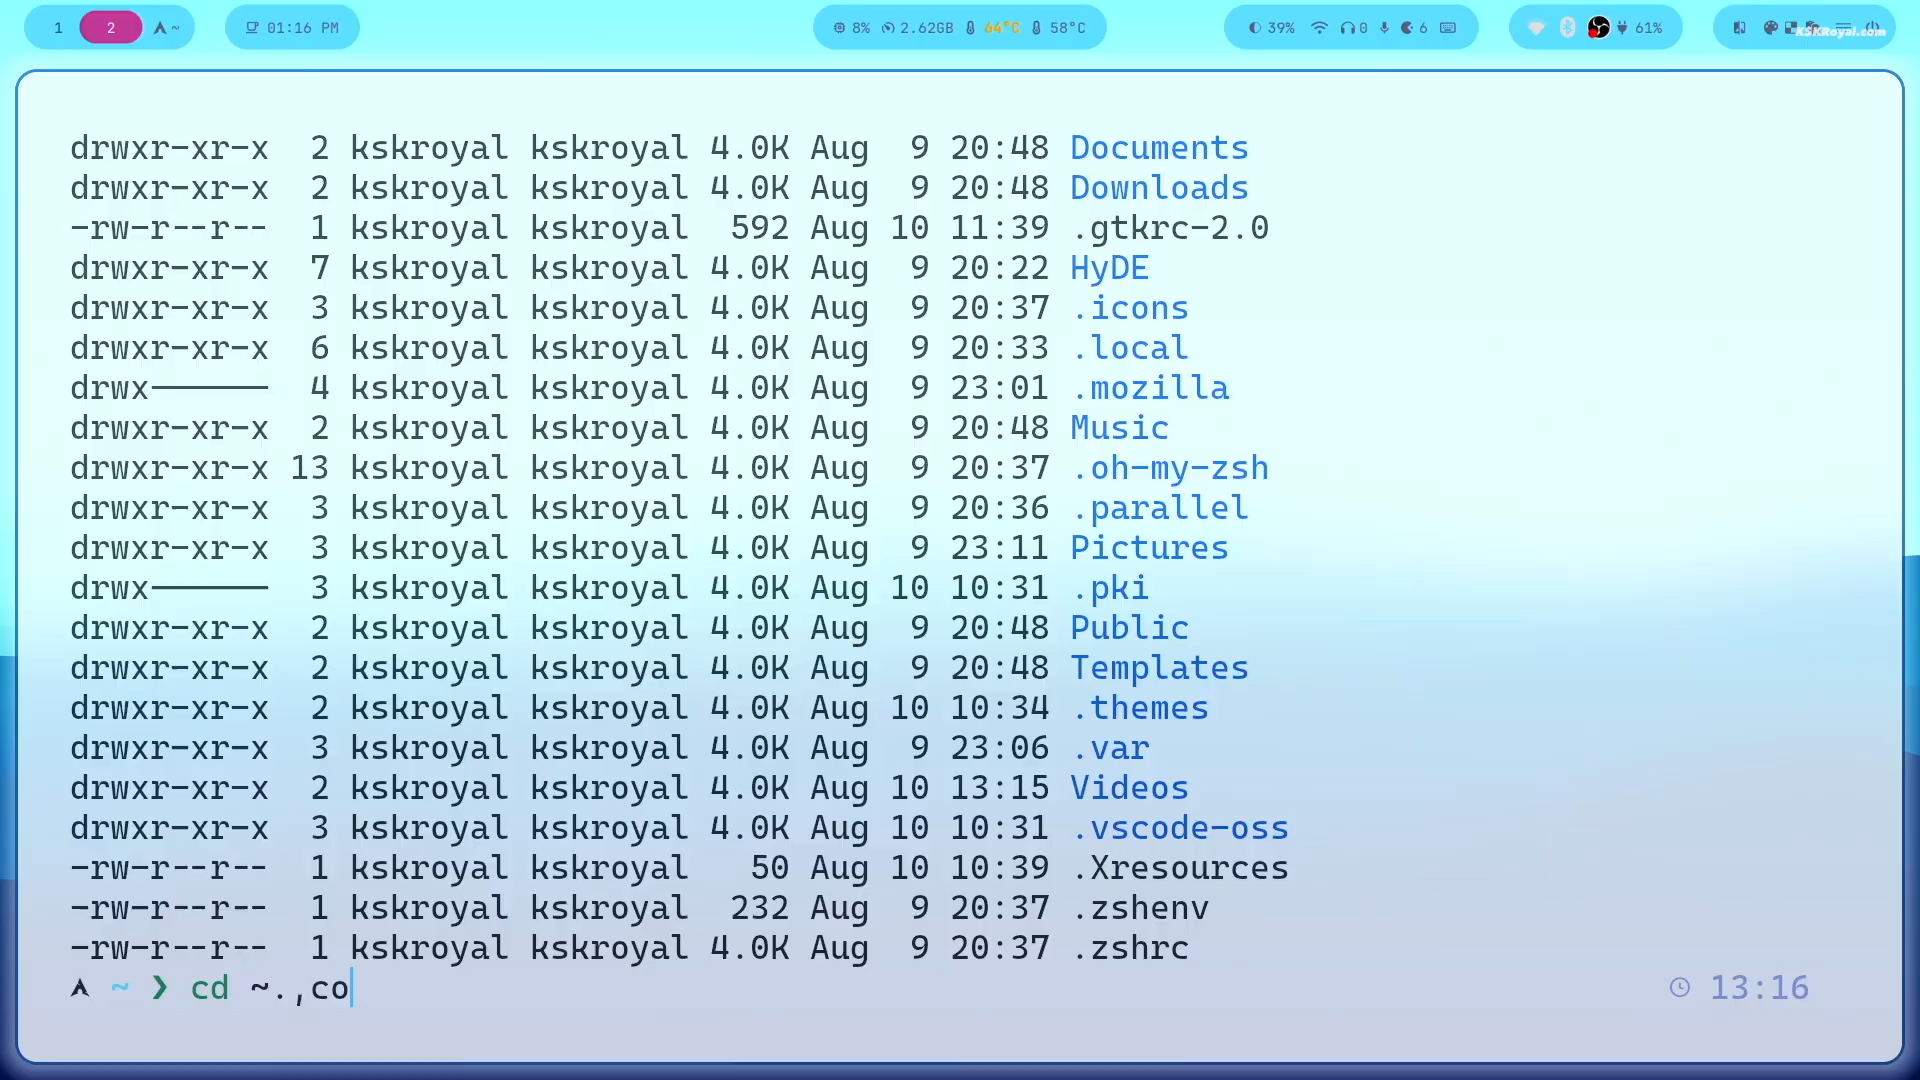 1 2 ~ 01:16 PM 8% 2.62GB 64°C 58°C 39% 0 6 61% KSKRoyal.com
drwxr-xr-x 2 kskroyal kskroyal 4.0K Aug 9 20:48 Documents
drwxr-xr-x 2 kskroyal kskroyal 4.0K Aug 9 20:48 Downloads
-rw-r--r-- 1 kskroyal kskroyal 592 Aug 10 11:39 .gtkrc-2.0
drwxr-xr-x 7 kskroyal kskroyal 4.0K Aug 9 20:22 HyDE
drwxr-xr-x 3 kskroyal kskroyal 4.0K Aug 9 20:37 .icons
drwxr-xr-x 6 kskroyal kskroyal 4.0K Aug 9 20:33 .local
drwx------ 4 kskroyal kskroyal 4.0K Aug 9 23:01 .mozilla
drwxr-xr-x 2 kskroyal kskroyal 4.0K Aug 9 20:48 Music
drwxr-xr-x 13 kskroyal kskroyal 4.0K Aug 9 20:37 .oh-my-zsh
drwxr-xr-x 3 kskroyal kskroyal 4.0K Aug 9 20:36 .parallel
drwxr-xr-x 3 kskroyal kskroyal 4.0K Aug 9 23:11 Pictures
drwx------ 3 kskroyal kskroyal 4.0K Aug 10 10:31 .pki
drwxr-xr-x 2 kskroyal kskroyal 4.0K Aug 9 20:48 Public
drwxr-xr-x 2 kskroyal kskroyal 4.0K Aug 9 20:48 Templates
drwxr-xr-x 2 kskroyal kskroyal 4.0K Aug 10 10:34 .themes
drwxr-xr-x 3 kskroyal kskroyal 4.0K Aug 9 23:06 .var
drwxr-xr-x 2 kskroyal kskroyal 4.0K Aug 10 13:15 Videos
drwxr-xr-x 3 kskroyal kskroyal 4.0K Aug 10 10:31 .vscode-oss
-rw-r--r-- 1 kskroyal kskroyal 50 Aug 10 10:39 .Xresources
-rw-r--r-- 1 kskroyal kskroyal 232 Aug 9 20:37 .zshenv
-rw-r--r-- 1 kskroyal kskroyal 4.0K Aug 9 20:37 .zshrc
~ ❯ cd ~.,co 13:16